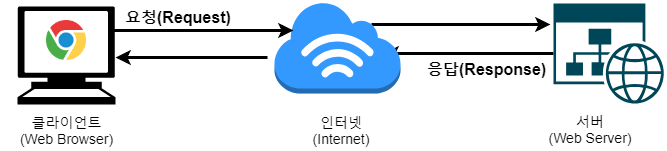 요청(Request)
응답(Response)
클라이언트
(Web Browser)
인터넷
(Internet)
서버
(Web Server)